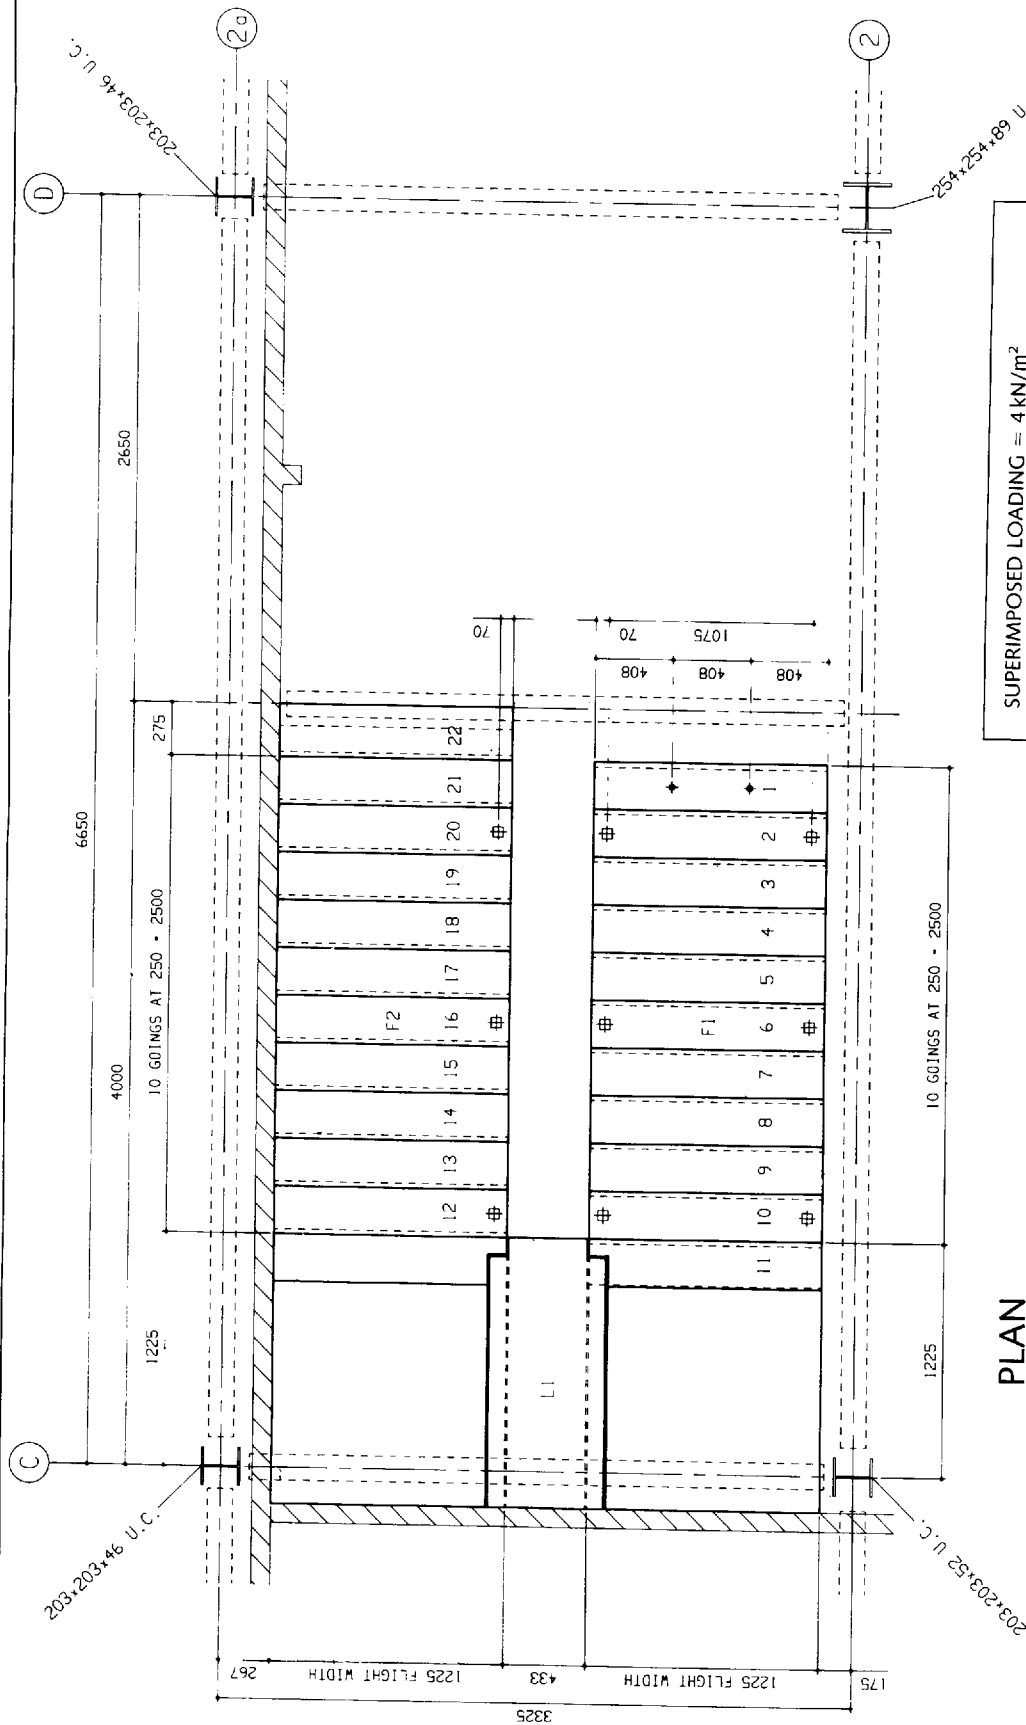 C
D
2a
2
6650
4000
2650
1225
10 GOINGS AT 250 - 2500
275
203x203x46 U.C.
203x203x46 U.C.
203x203x52 U.C.
254x254x89 U
267
1225 FLIGHT WIDTH
433
1225 FLIGHT WIDTH
175
3325
12
13
14
15
16
17
18
19
20
21
22
F2
70
L1
11
10
9
8
7
6
5
4
3
2
1
F1
70
1075
408
408
408
1225
10 GOINGS AT 250 - 2500
PLAN
SUPERIMPOSED LOADING = 4kN/m²